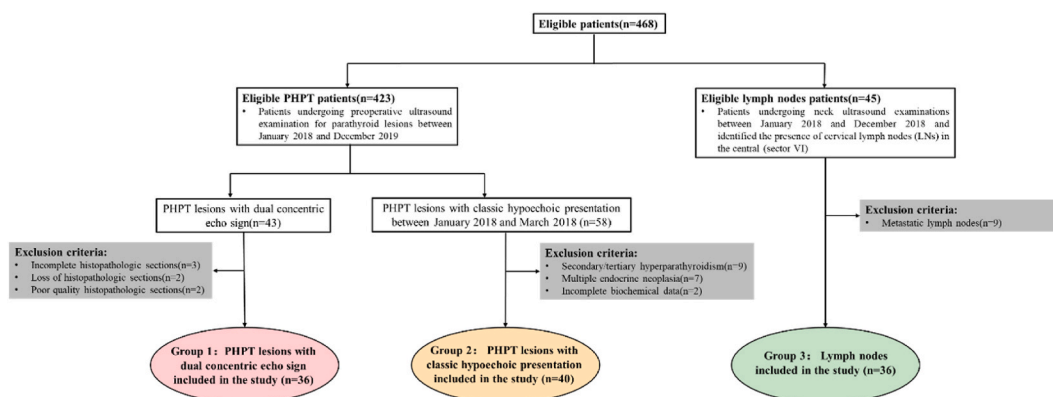 Eligible patients(n=468)
Eligible PHPT patients(n=423)
• Patients undergoing preoperative ultrasound
examination for parathyroid lesions between
January 2018 and December 2019
Eligible lymph nodes patients(n=45)
• Patients undergoing neck ultrasound examinations
between January 2018 and December 2018 and
identified the presence of cervical lymph nodes (LNs) in
the central (sector VI)
PHPT lesions with dual concentric
echo sign(n=43)
PHPT lesions with classic hypoechoic presentation
between January 2018 and March 2018 (n=58)
Exclusion criteria:
• Metastatic lymph nodes(n=9)
Exclusion criteria:
• Incomplete histopathologic sections(n=3)
• Loss of histopathologic sections(n=2)
• Poor quality histopathologic sections(n=2)
Exclusion criteria:
• Secondary/tertiary hyperparathyroidism(n=9)
• Multiple endocrine neoplasia(n=7)
• Incomplete biochemical data(n=2)
Group 1：PHPT lesions with
dual concentric echo sign
included in the study (n=36)
Group 2： PHPT lesions with
classic hypoechoic presentation
included in the study (n=40)
Group 3： Lymph nodes
included in the study (n=36)